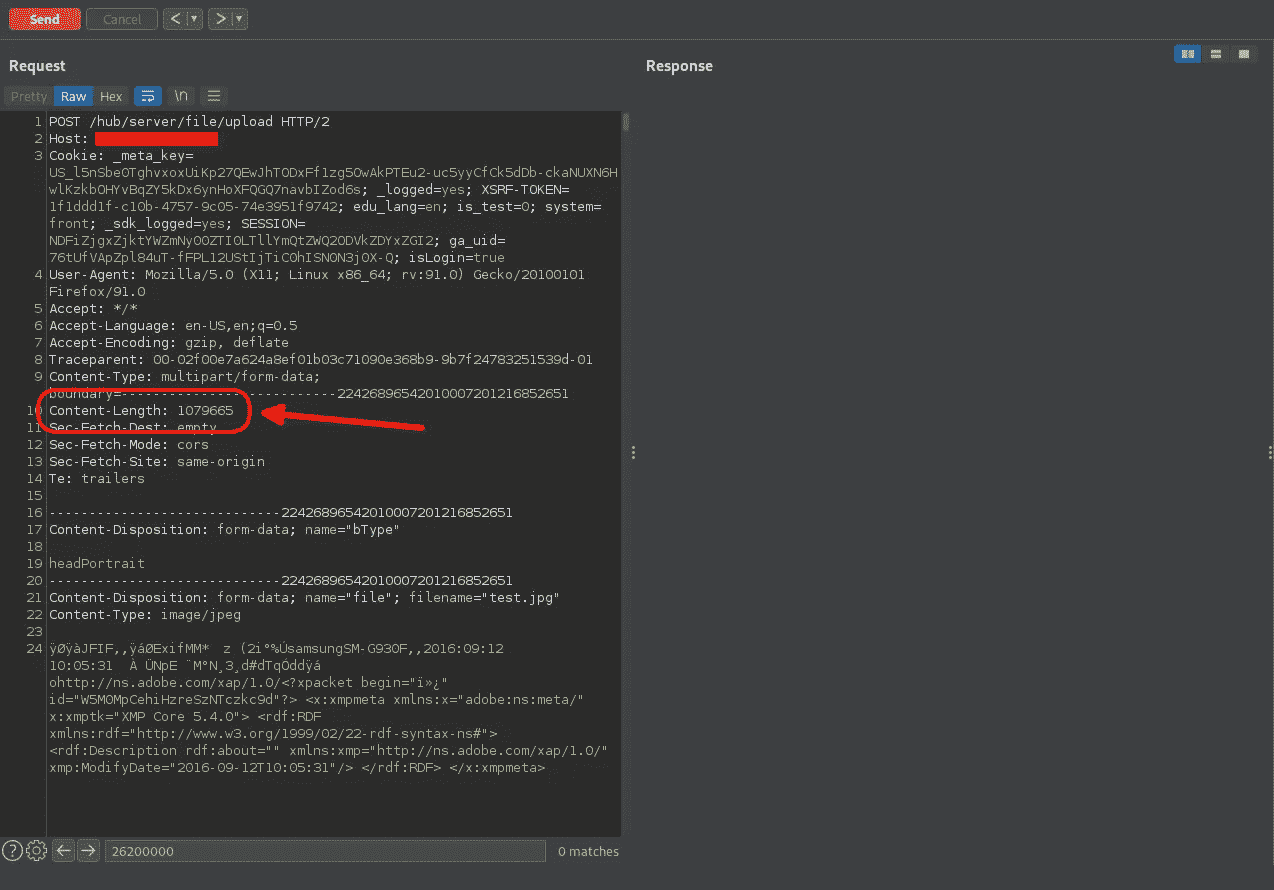 Send Cancel < >
Request Response
Pretty Raw Hex \n
1 POST /hub/server/file/upload HTTP/2
2 Host:
3 Cookie: _meta_key=
US_l5nSbe0TghvxoxUiKp27QEwJhTODxFf1zg5OwAkPTEu2-uc5yyCfCk5dDb-ckaNUXN6H
wlKzkbOHYvBqZY5kDx6ynHoXFQGQ7navbIZod6s; _logged=yes; XSRF-TOKEN=
1f1ddd1f-c10b-4757-9c05-74e3951f9742; edu_lang=en; is_test=0; system=
front; _sdk_logged=yes; SESSION=
NDFiZjgxZjktYWZmNy00ZTI0LTllYmQtZWQ2ODVkZDYxZGI2; ga_uid=
76tUfVApZpl84uT-fFPL12UStIjTiC0hISN0N3j0X-Q; isLogin=true
4 User-Agent: Mozilla/5.0 (X11; Linux x86_64; rv:91.0) Gecko/20100101
Firefox/91.0
5 Accept: */*
6 Accept-Language: en-US,en;q=0.5
7 Accept-Encoding: gzip, deflate
8 Traceparent: 00-02f00e7a624a8ef01b03c71090e368b9-9b7f24783251539d-01
9 Content-Type: multipart/form-data;
boundary=---------------------------22426896542010007201216852651
10 Content-Length: 1079665
11 Sec-Fetch-Dest: empty
12 Sec-Fetch-Mode: cors
13 Sec-Fetch-Site: same-origin
14 Te: trailers
15
16 -----------------------------22426896542010007201216852651
17 Content-Disposition: form-data; name="bType"
18
19 headPortrait
20 -----------------------------22426896542010007201216852651
21 Content-Disposition: form-data; name="file"; filename="test.jpg"
22 Content-Type: image/jpeg
23
24 ÿØÿàJFIF,,ÿáØExifMM* z (2i°%ÚsamsungSM-G930F,,2016:09:12
10:05:31 À ÜNpE ¨M°N¸3¸d#dTqÓddÿá
ohttp://ns.adobe.com/xap/1.0/<?xpacket begin="ï»¿"
id="W5M0MpCehiHzreSzNTczkc9d"?> <x:xmpmeta xmlns:x="adobe:ns:meta/"
x:xmptk="XMP Core 5.4.0"> <rdf:RDF
xmlns:rdf="http://www.w3.org/1999/02/22-rdf-syntax-ns#">
<rdf:Description rdf:about="" xmlns:xmp="http://ns.adobe.com/xap/1.0/"
xmp:ModifyDate="2016-09-12T10:05:31"/> </rdf:RDF> </x:xmpmeta>
? 26200000 0 matches